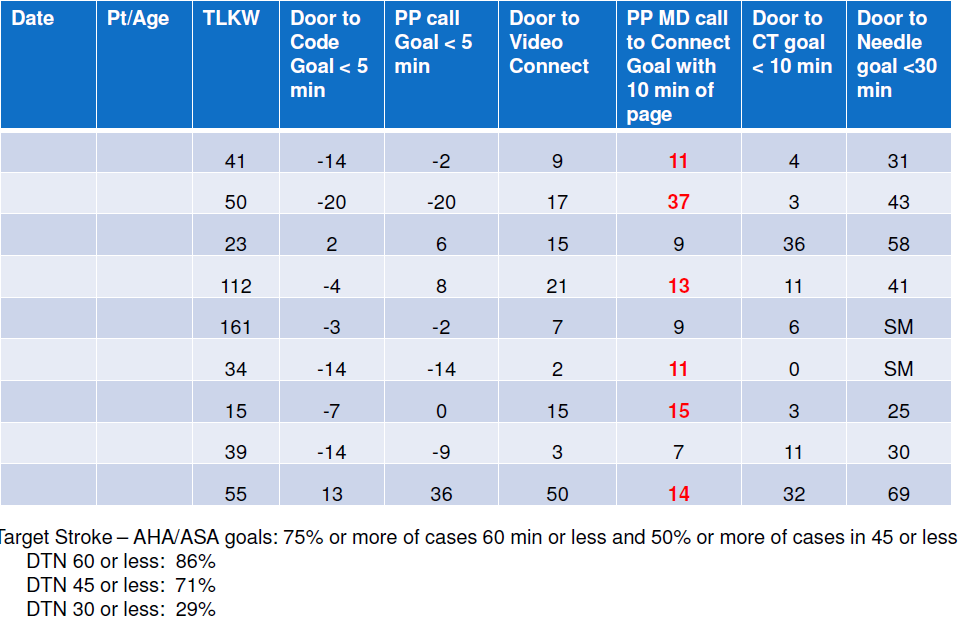 Date Pt/Age TLKW Door to Code Goal < 5 min PP call Goal < 5 min Door to Video Connect PP MD call to Connect Goal with 10 min of page Door to CT goal < 10 min Door to Needle goal <30 min
41 -14 -2 9 11 4 31
50 -20 -20 17 37 3 43
23 2 6 15 9 36 58
112 -4 8 21 13 11 41
161 -3 -2 7 9 6 SM
34 -14 -14 2 11 0 SM
15 -7 0 15 15 3 25
39 -14 -9 3 7 11 30
55 13 36 50 14 32 69
Target Stroke – AHA/ASA goals: 75% or more of cases 60 min or less and 50% or more of cases in 45 or less
DTN 60 or less: 86%
DTN 45 or less: 71%
DTN 30 or less: 29%